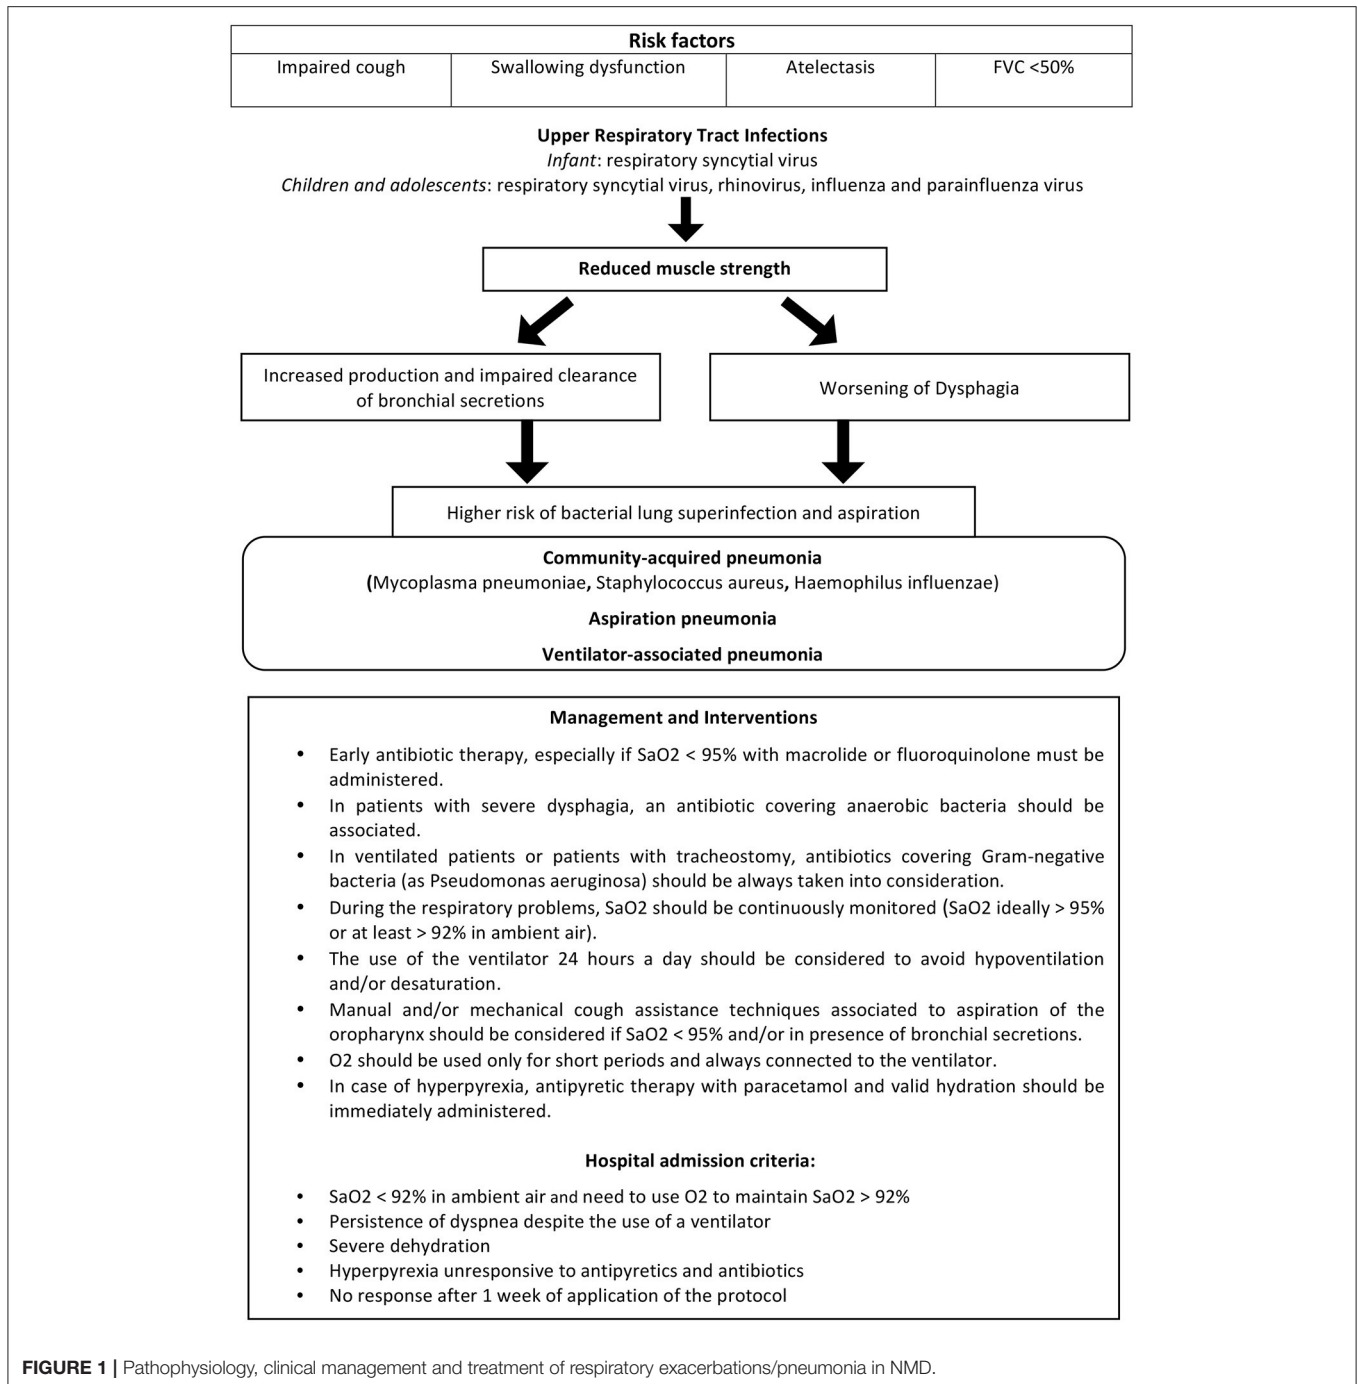 Risk factors
Impaired cough Swallowing dysfunction Atelectasis FVC <50%
Upper Respiratory Tract Infections
Infant: respiratory syncytial virus
Children and adolescents: respiratory syncytial virus, rhinovirus, influenza and parainfluenza virus
Reduced muscle strength
Increased production and impaired clearance
of bronchial secretions
Worsening of Dysphagia
Higher risk of bacterial lung superinfection and aspiration
Community-acquired pneumonia
(Mycoplasma pneumoniae, Staphylococcus aureus, Haemophilus influenzae)
Aspiration pneumonia
Ventilator-associated pneumonia
Management and Interventions
• Early antibiotic therapy, especially if SaO2 < 95% with macrolide or fluoroquinolone must be
administered.
• In patients with severe dysphagia, an antibiotic covering anaerobic bacteria should be
associated.
• In ventilated patients or patients with tracheostomy, antibiotics covering Gram-negative
bacteria (as Pseudomonas aeruginosa) should be always taken into consideration.
• During the respiratory problems, SaO2 should be continuously monitored (SaO2 ideally > 95%
or at least > 92% in ambient air).
• The use of the ventilator 24 hours a day should be considered to avoid hypoventilation
and/or desaturation.
• Manual and/or mechanical cough assistance techniques associated to aspiration of the
oropharynx should be considered if SaO2 < 95% and/or in presence of bronchial secretions.
• O2 should be used only for short periods and always connected to the ventilator.
• In case of hyperpyrexia, antipyretic therapy with paracetamol and valid hydration should be
immediately administered.
Hospital admission criteria:
• SaO2 < 92% in ambient air and need to use O2 to maintain SaO2 > 92%
• Persistence of dyspnea despite the use of a ventilator
• Severe dehydration
• Hyperpyrexia unresponsive to antipyretics and antibiotics
• No response after 1 week of application of the protocol
FIGURE 1 | Pathophysiology, clinical management and treatment of respiratory exacerbations/pneumonia in NMD.